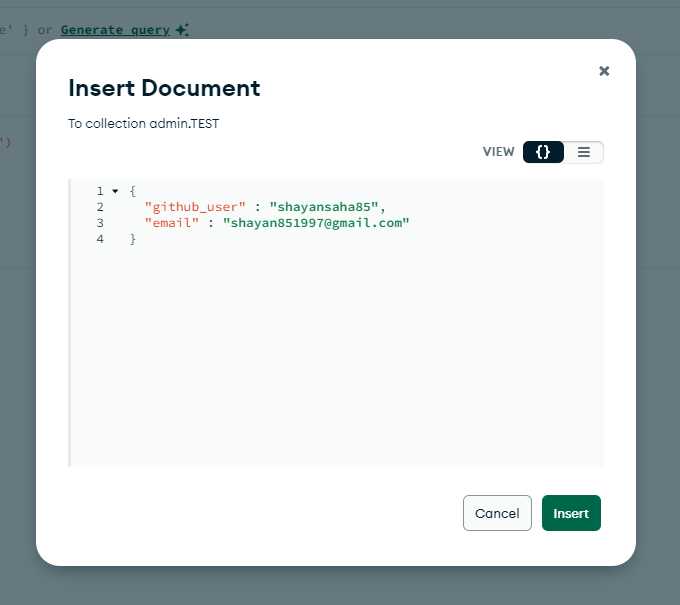 e' } or Generate query
Insert Document
To collection admin.TEST
VIEW {}
')
1 {
2 "github_user" : "shayansaha85",
3 "email" : "shayan851997@gmail.com"
4 }
Cancel Insert